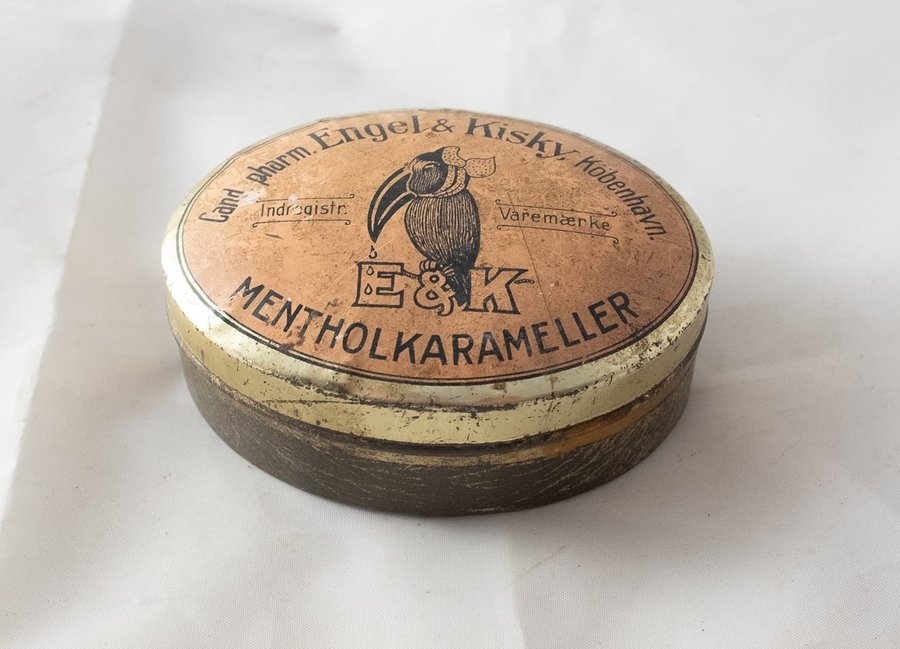 Cand. pharm. Engel & Kisky, København.
Indregistr. Varemærke
E&K
MENTHOLKARAMELLER